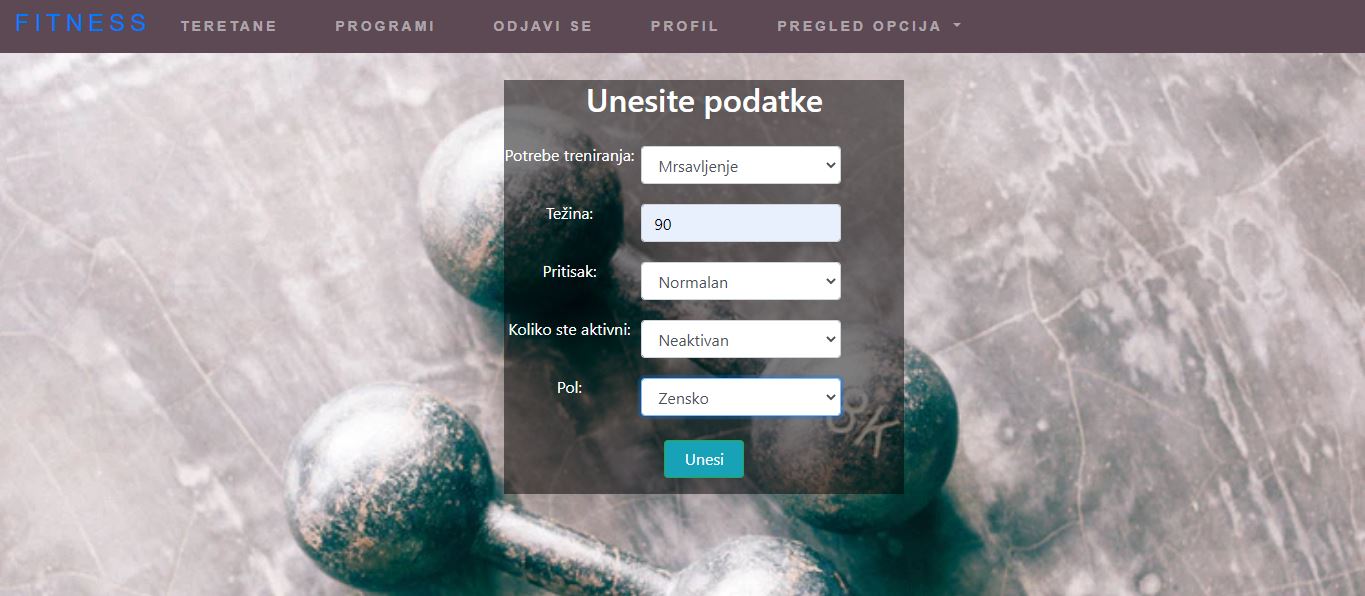 FITNESS TERETANE PROGRAMI ODJAVI SE PROFIL PREGLED OPCIJA
Unesite podatke
Potrebe treniranja: Mrsavljenje
Težina: 90
Pritisak: Normalan
Koliko ste aktivni: Neaktivan
Pol: Zensko
8K
Unesi